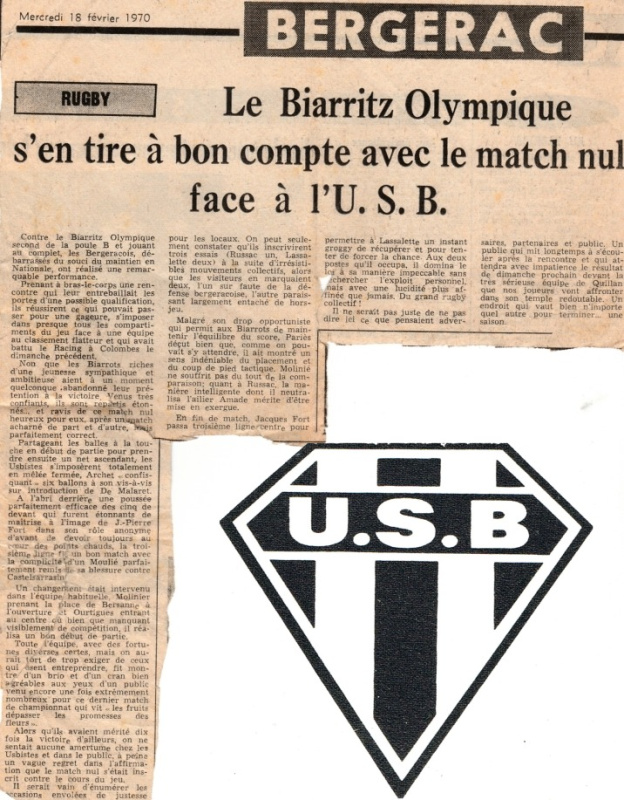 Mercredi 18 février 1970
BERGERAC
RUGBY
Le Biarritz Olympique
s'en tire à bon compte avec le match nul
face à l'U. S. B.
Contre le Biarritz Olympique
second de la poule B et jouant
au complet, les Bergeracois, dé-
barrassés du souci du maintien en
Nationale, ont réalisé une remar-
quable performance.
Prenant à bras-le-corps une ren-
contre qui leur entrebaillait les
portes d'une possible qualification,
ils réussirent ce qui pouvait passer
pour une gageure, s'imposer
dans presque tous les comparti-
ments du jeu face à une équipe
au classement flatteur et qui avait
battu le Racing à Colombes le
dimanche précédent.
Non que les Biarrots riches
d'une jeunesse sympathique et
ambitieuse aient à un moment
quelconque abandonné leur pré-
tention à la victoire. Venus très
confiants, ils sont repartis éton-
nés.. et ravis de ce match nul
heureux pour eux, après un match
acharné de part et d'autre, mais
parfaitement correct.
Partageant les balles à la tou-
che en début de partie pour pren-
dre ensuite un net ascendant, les
Usbistes s'imposèrent totalement
en mêlée fermée, Archet « confis-
quant » six ballons à son vis-à-vis
sur introduction de De Malaret.
A l'abri derrière une poussée
parfaitement efficace des cinq de
devant qui furent étonnants de
maîtrise à l'image de J.-Pierre
Fort dans son rôle anonyme
d'avant de devoir toujours au
cœur des points chauds, la troi-
sième ligne fit un bon match avec
la complicité d'un Moulié parfai-
tement remis de sa blessure contre
Castelsarrasin.
Un changement était intervenu
dans l'équipe habituelle, Molinier
prenant la place de Bersans à
l'ouverture et Ourtigues entrant
au centre où bien que manquant
visiblement de compétition, il réa-
lisa un bon début de partie.
Toute l'équipe, avec des fortu-
nes diverses certes, mais on au-
rait tort de trop exiger de ceux
qui osent entreprendre, fit mon-
tre d'un brio et d'un cran bien
agréables aux yeux d'un public
venu encore une fois extrêmement
nombreux pour ce dernier match
de championnat qui vit « les fruits
dépasser les promesses des
fleurs ».
Alors qu'ils avaient mérité dix
fois la victoire d'ailleurs, on ne
sentait aucune amertume chez les
Usbistes et dans le public, à peine
un vague regret dans l'affirma-
tion que le match nul s'était ins-
crit contre le cours du jeu.
Il serait vain d'énumérer les
occasions envolées de justesse
pour les locaux. On peut seule-
ment constater qu'ils inscrivirent
trois essais (Russac un, Lassa-
lette deux) à la suite d'irrésisti-
bles mouvements collectifs, alors
que les visiteurs en marquaient
deux, l'un sur faute de la dé-
fense bergeracoise, l'autre parais-
sant largement entaché de hors-
jeu.
Malgré son drop opportuniste
qui permit aux Biarrots de main-
tenir l'équilibre du score, Pariès
déçut bien que, comme on pou-
vait s'y attendre, il ait montré un
sens indéniable du placement et
du coup de pied tactique. Molinié
ne souffrit pas du tout de la com-
paraison; quant à Russac, la ma-
nière intelligente dont il neutra-
lisa l'ailier Amade mérite d'être
mise en exergue.
En fin de match, Jacques Fort
passa troisième ligne centre pour
permettre à Lassalette un instant
groggy de récupérer et pour ten-
ter de forcer la chance. Aux deux
postes qu'il occupa, il domina le
à sa manière impeccable sans
chercher l'exploit personnel,
mais avec une lucidité plus af-
finée que jamais. Du grand rugby
collectif !
Il ne serait pas juste de ne pas
dire ici ce que pensaient adver-
saires, partenaires et public. Un
public qui mit longtemps à s'écou-
ler après la rencontre et qui at-
tendra avec impatience le résultat
de dimanche prochain devant la
très sérieuse équipe de Quillan
que nos joueurs vont affronter
dans son temple redoutable. Un
endroit qui vaut bien n'importe
quel autre pour terminer... une
saison
U.S.B